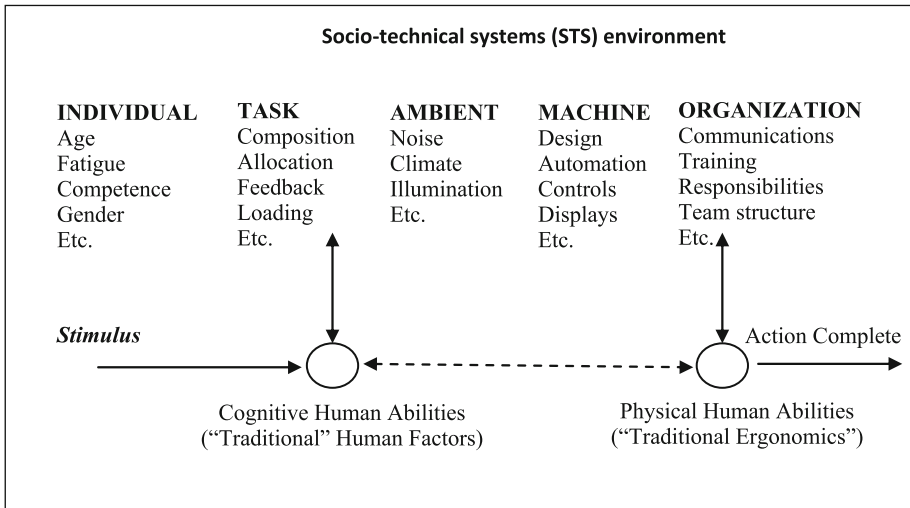 Socio-technical systems (STS) environment
INDIVIDUAL
Age
Fatigue
Competence
Gender
Etc.
TASK
Composition
Allocation
Feedback
Loading
Etc.
AMBIENT
Noise
Climate
Illumination
Etc.
MACHINE
Design
Automation
Controls
Displays
Etc.
ORGANIZATION
Communications
Training
Responsibilities
Team structure
Etc.
Stimulus
Action Complete
Cognitive Human Abilities
(“Traditional” Human Factors)
Physical Human Abilities
(“Traditional Ergonomics”)